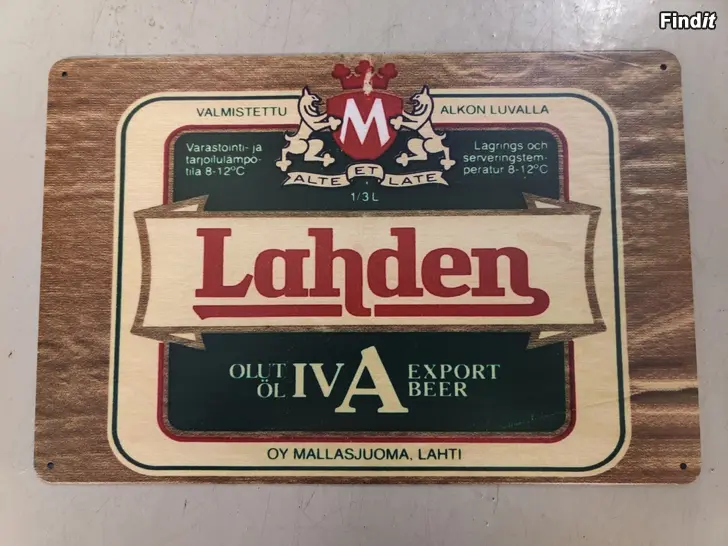 Findit
VALMISTETTU
ALKON LUVALLA
M
Varastointi- ja
tarjoilulämpö-
tila 8-12°C
Lagrings och
serveringstem-
peratur 8-12°C
ALTE ET LATE
1/3 L
Lahden
OLUT
ÖL
IVA
EXPORT
BEER
OY MALLASJUOMA, LAHTI